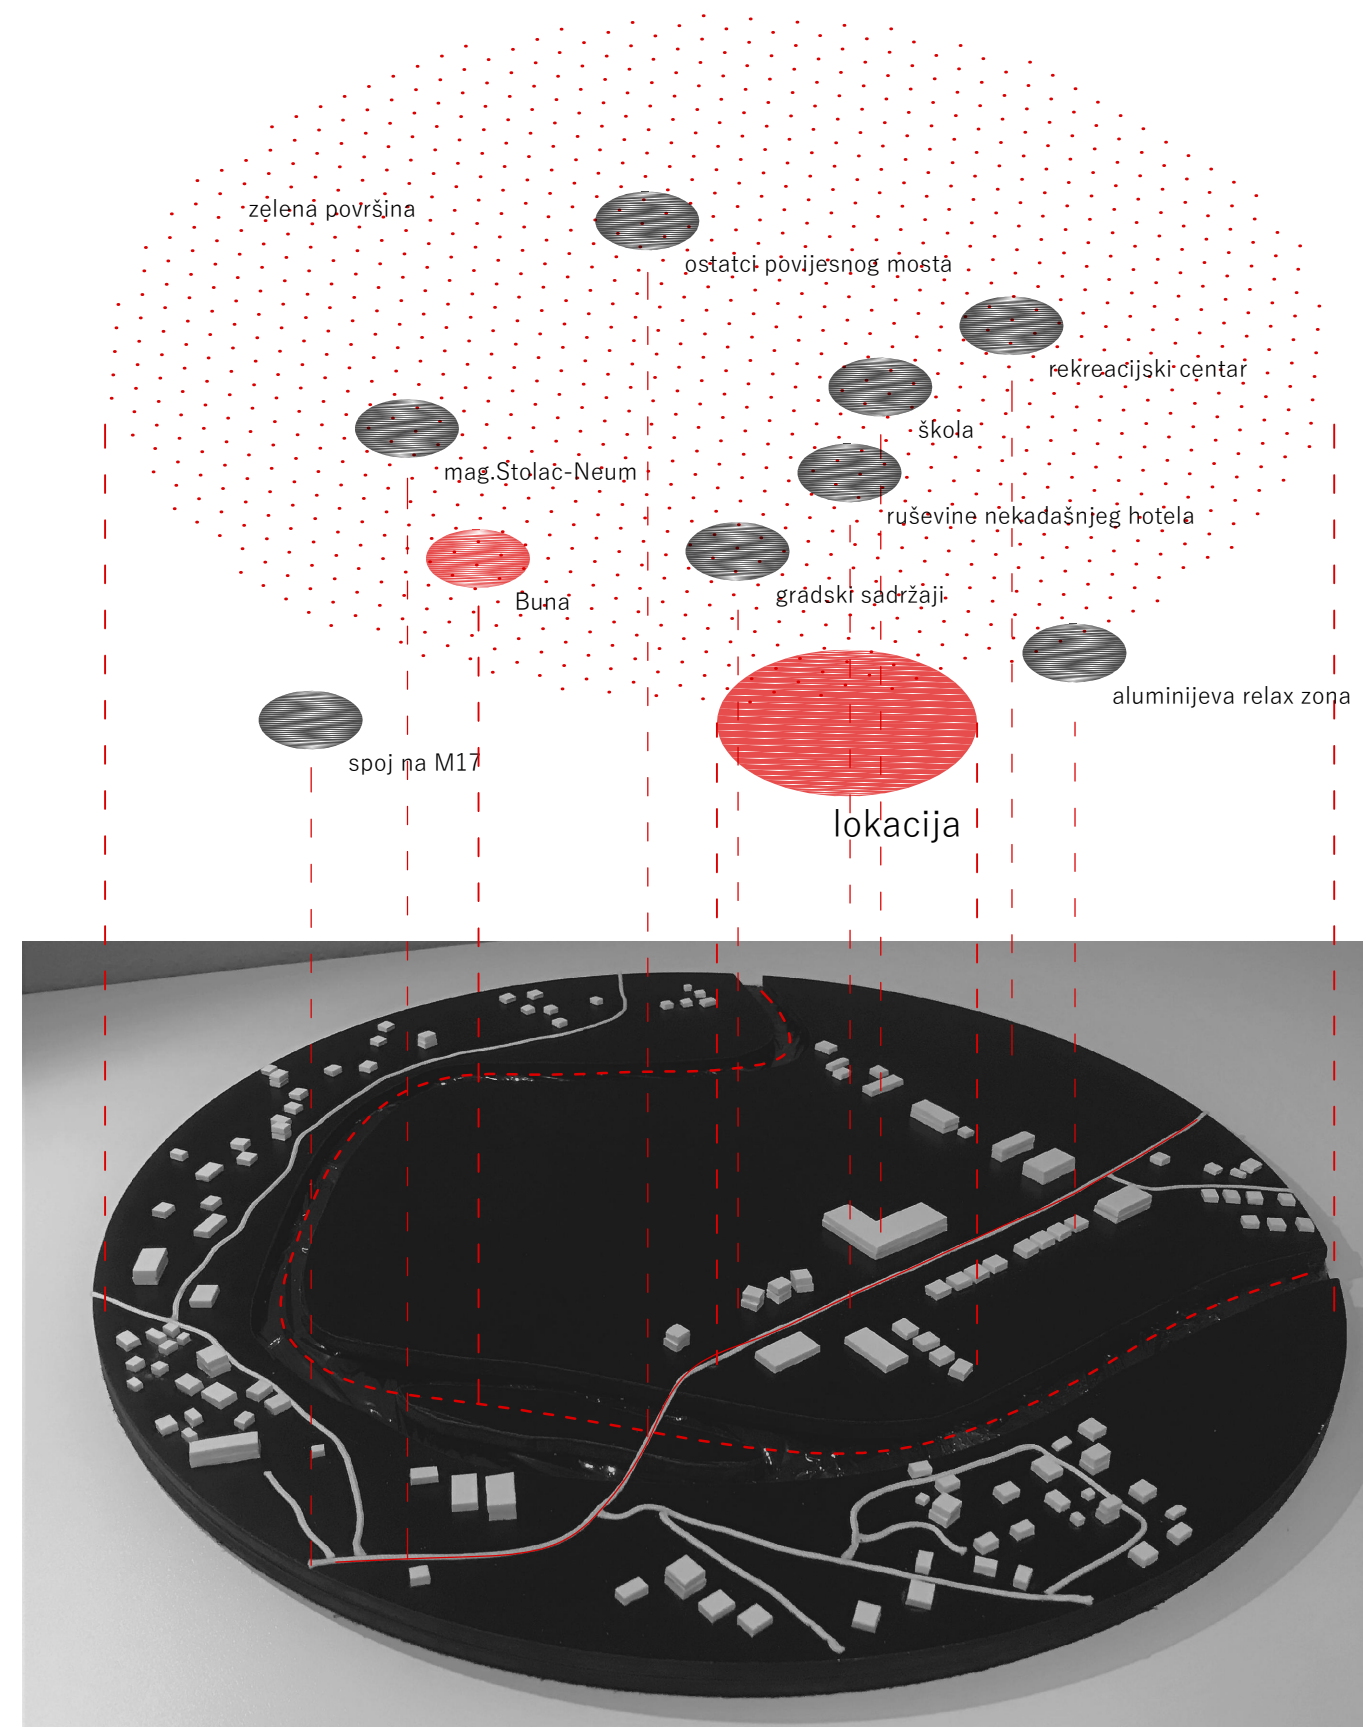 zelena površina
ostatci povijesnog mosta
rekreacijski centar
škola
mag.Stolac-Neum
ruševine nekadašnjeg hotela
gradski sadržaji
Buna
aluminijeva relax zona
spoj na M17
lokacija